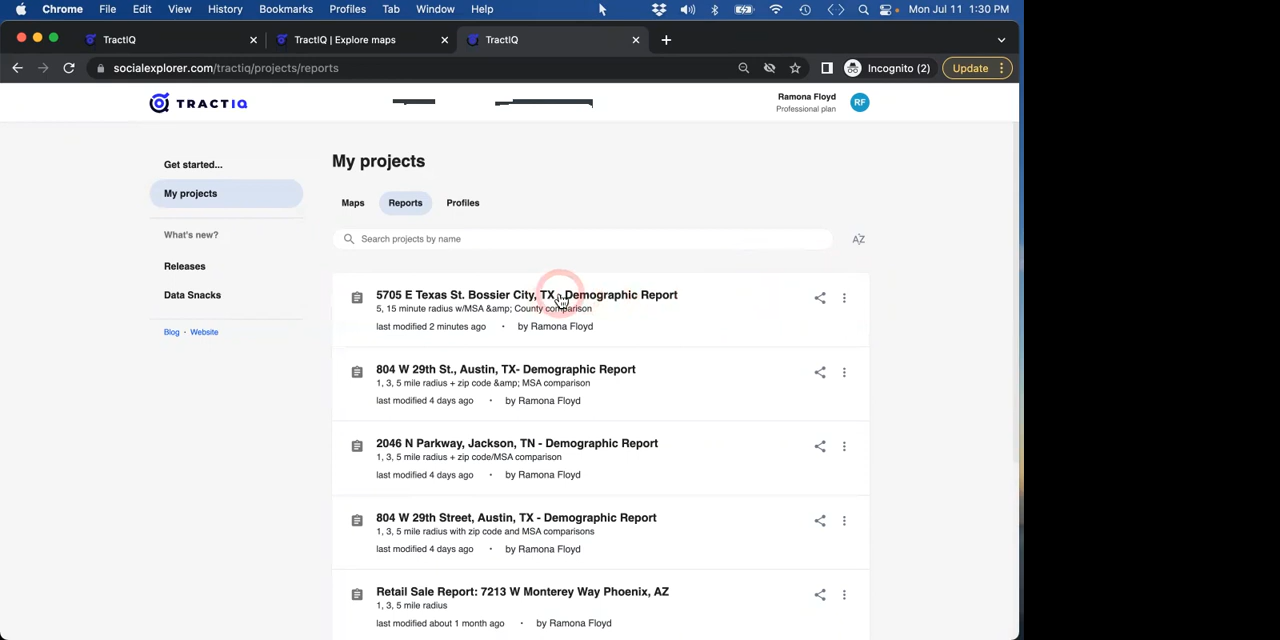 Chrome File Edit View History Bookmarks Profiles Tab Window Help Mon Jul 11 1:30 PM
TractIQ
TractIQ | Explore maps
TractIQ
socialexplorer.com/tractiq/projects/reports
Incognito (2)
Update
TRACTIQ
Ramona Floyd
Professional plan
RF
Get started...
My projects
What's new?
Releases
Data Snacks
Blog · Website
My projects
Maps Reports Profiles
Search projects by name
AZ
5705 E Texas St. Bossier City, TX - Demographic Report
5, 15 minute radius w/MSA &amp; County comparison
last modified 2 minutes ago · by Ramona Floyd
804 W 29th St., Austin, TX- Demographic Report
1, 3, 5 mile radius + zip code &amp; MSA comparison
last modified 4 days ago · by Ramona Floyd
2046 N Parkway, Jackson, TN - Demographic Report
1, 3, 5 mile radius + zip code/MSA comparison
last modified 4 days ago · by Ramona Floyd
804 W 29th Street, Austin, TX - Demographic Report
1, 3, 5 mile radius with zip code and MSA comparisons
last modified 4 days ago · by Ramona Floyd
Retail Sale Report: 7213 W Monterey Way Phoenix, AZ
1, 3, 5 mile radius
last modified about 1 month ago · by Ramona Floyd